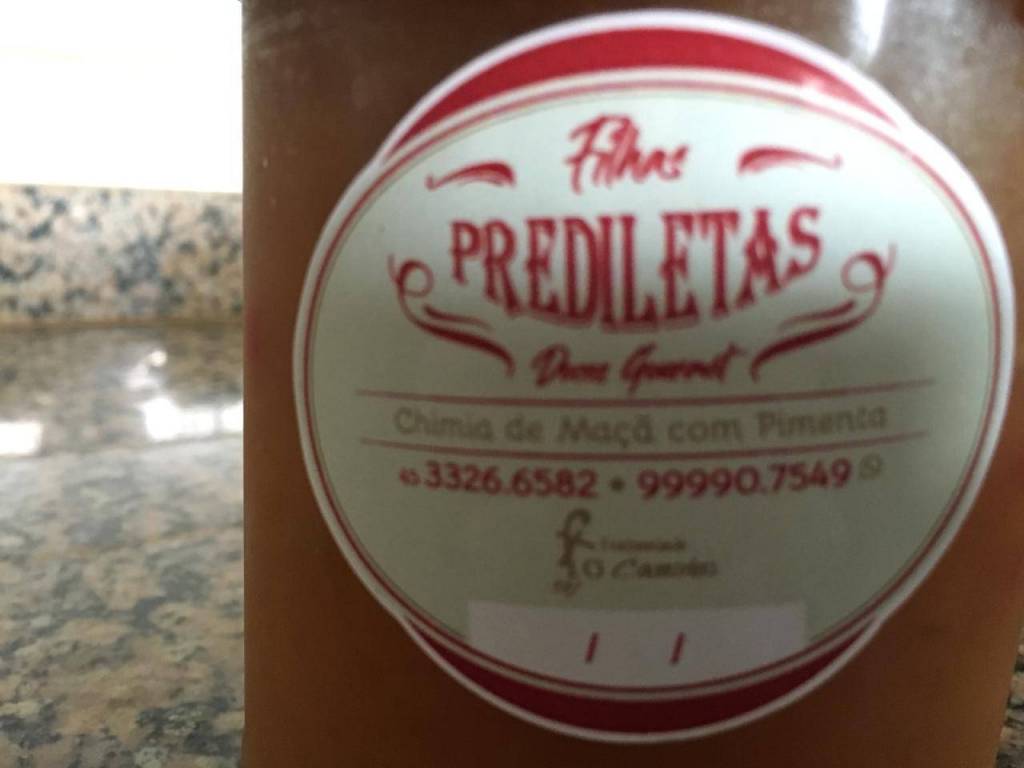 Filhas
PREDILETAS
Doces Gourmet
Chimia de Maçã com Pimenta
3326.6582 • 99990.7549
O
/ /